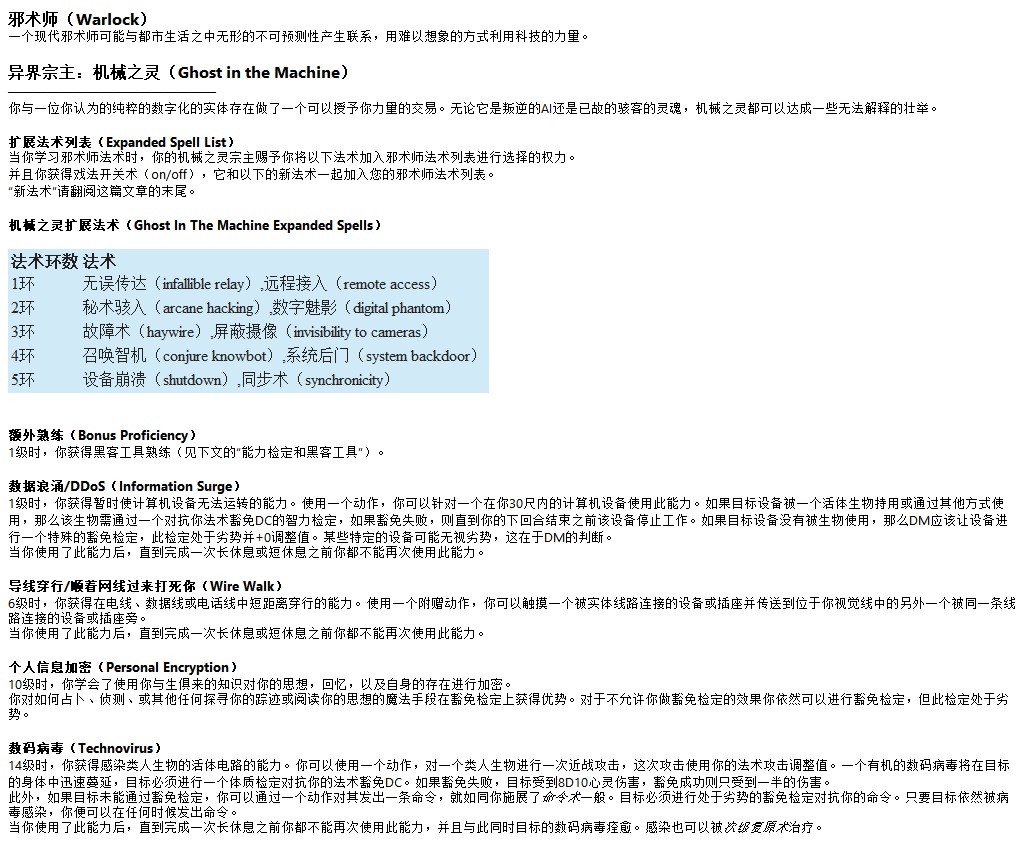 邪术师（Warlock）
一个现代邪术师可能与都市生活之中无形的不可预测性产生联系，用难以想象的方式利用科技的力量。
异界宗主：机械之灵（Ghost in the Machine）
你与一位你认为的纯粹的数字化的实体存在做了一个可以授予你力量的交易。无论它是叛逆的AI还是已故的骇客的灵魂，机械之灵都可以达成一些无法解释的壮举。
扩展法术列表（Expanded Spell List）
当你学习邪术师法术时，你的机械之灵宗主赐予你将以下法术加入邪术师法术列表进行选择的权力。
并且你获得戏法开关术（on/off），它和以下的新法术一起加入您的邪术师法术列表。
“新法术”请翻阅这篇文章的末尾。
机械之灵扩展法术（Ghost In The Machine Expanded Spells）
法术环数 法术
1环 无误传达（infallible relay）,远程接入（remote access）
2环 秘术骇入（arcane hacking）,数字魅影（digital phantom）
3环 故障术（haywire）,屏蔽摄像（invisibility to cameras）
4环 召唤智机（conjure knowbot）,系统后门（system backdoor）
5环 设备崩溃（shutdown）,同步术（synchronicity）
额外熟练（Bonus Proficiency）
1级时，你获得黑客工具熟练（见下文的“能力检定和黑客工具”）。
数据浪涌/DDoS（Information Surge）
1级时，你获得暂时使计算机设备无法运转的能力。使用一个动作，你可以针对一个在你30尺内的计算机设备使用此能力。如果目标设备被一个活体生物持用或通过其他方式使
用，那么该生物需通过一个对抗你法术豁免DC的智力检定，如果豁免失败，则直到你的下回合结束之前该设备停止工作。如果目标设备没有被生物使用，那么DM应该让设备进
行一个特殊的豁免检定，此检定处于劣势并+0调整值。某些特定的设备可能无视劣势，这在于DM的判断。
当你使用了此能力后，直到完成一次长休息或短休息之前你都不能再次使用此能力。
导线穿行/顺着网线过来打死你（Wire Walk）
6级时，你获得在电线、数据线或电话线中短距离穿行的能力。使用一个附赠动作，你可以触摸一个被实体线路连接的设备或插座并传送到位于你视觉线中的另外一个被同一条线
路连接的设备或插座旁。
当你使用了此能力后，直到完成一次长休息或短休息之前你都不能再次使用此能力。
个人信息加密（Personal Encryption）
10级时，你学会了使用你与生俱来的知识对你的思想，回忆，以及自身的存在进行加密。
你对如何占卜、侦测、或其他任何探寻你的踪迹或阅读你的思想的魔法手段在豁免检定上获得优势。对于不允许你做豁免检定的效果你依然可以进行豁免检定，但此检定处于劣
势。
数码病毒（Technovirus）
14级时，你获得感染类人生物的活体电路的能力。你可以使用一个动作，对一个类人生物进行一次近战攻击，这次攻击使用你的法术攻击调整值。一个有机的数码病毒将在目标
的身体中迅速蔓延，目标必须进行一个体质检定对抗你的法术豁免DC。如果豁免失败，目标受到8D10心灵伤害，豁免成功则只受到一半的伤害。
此外，如果目标未能通过豁免检定，你可以通过一个动作对其发出一条命令，就如同你施展了命令术一般。目标必须进行处于劣势的豁免检定对抗你的命令。只要目标依然被病
毒感染，你便可以在任何时候发出命令。
当你使用了此能力后，直到完成一次长休息之前你都不能再次使用此能力，并且与此同时目标的数码病毒痊愈。感染也可以被次级复原术治疗。